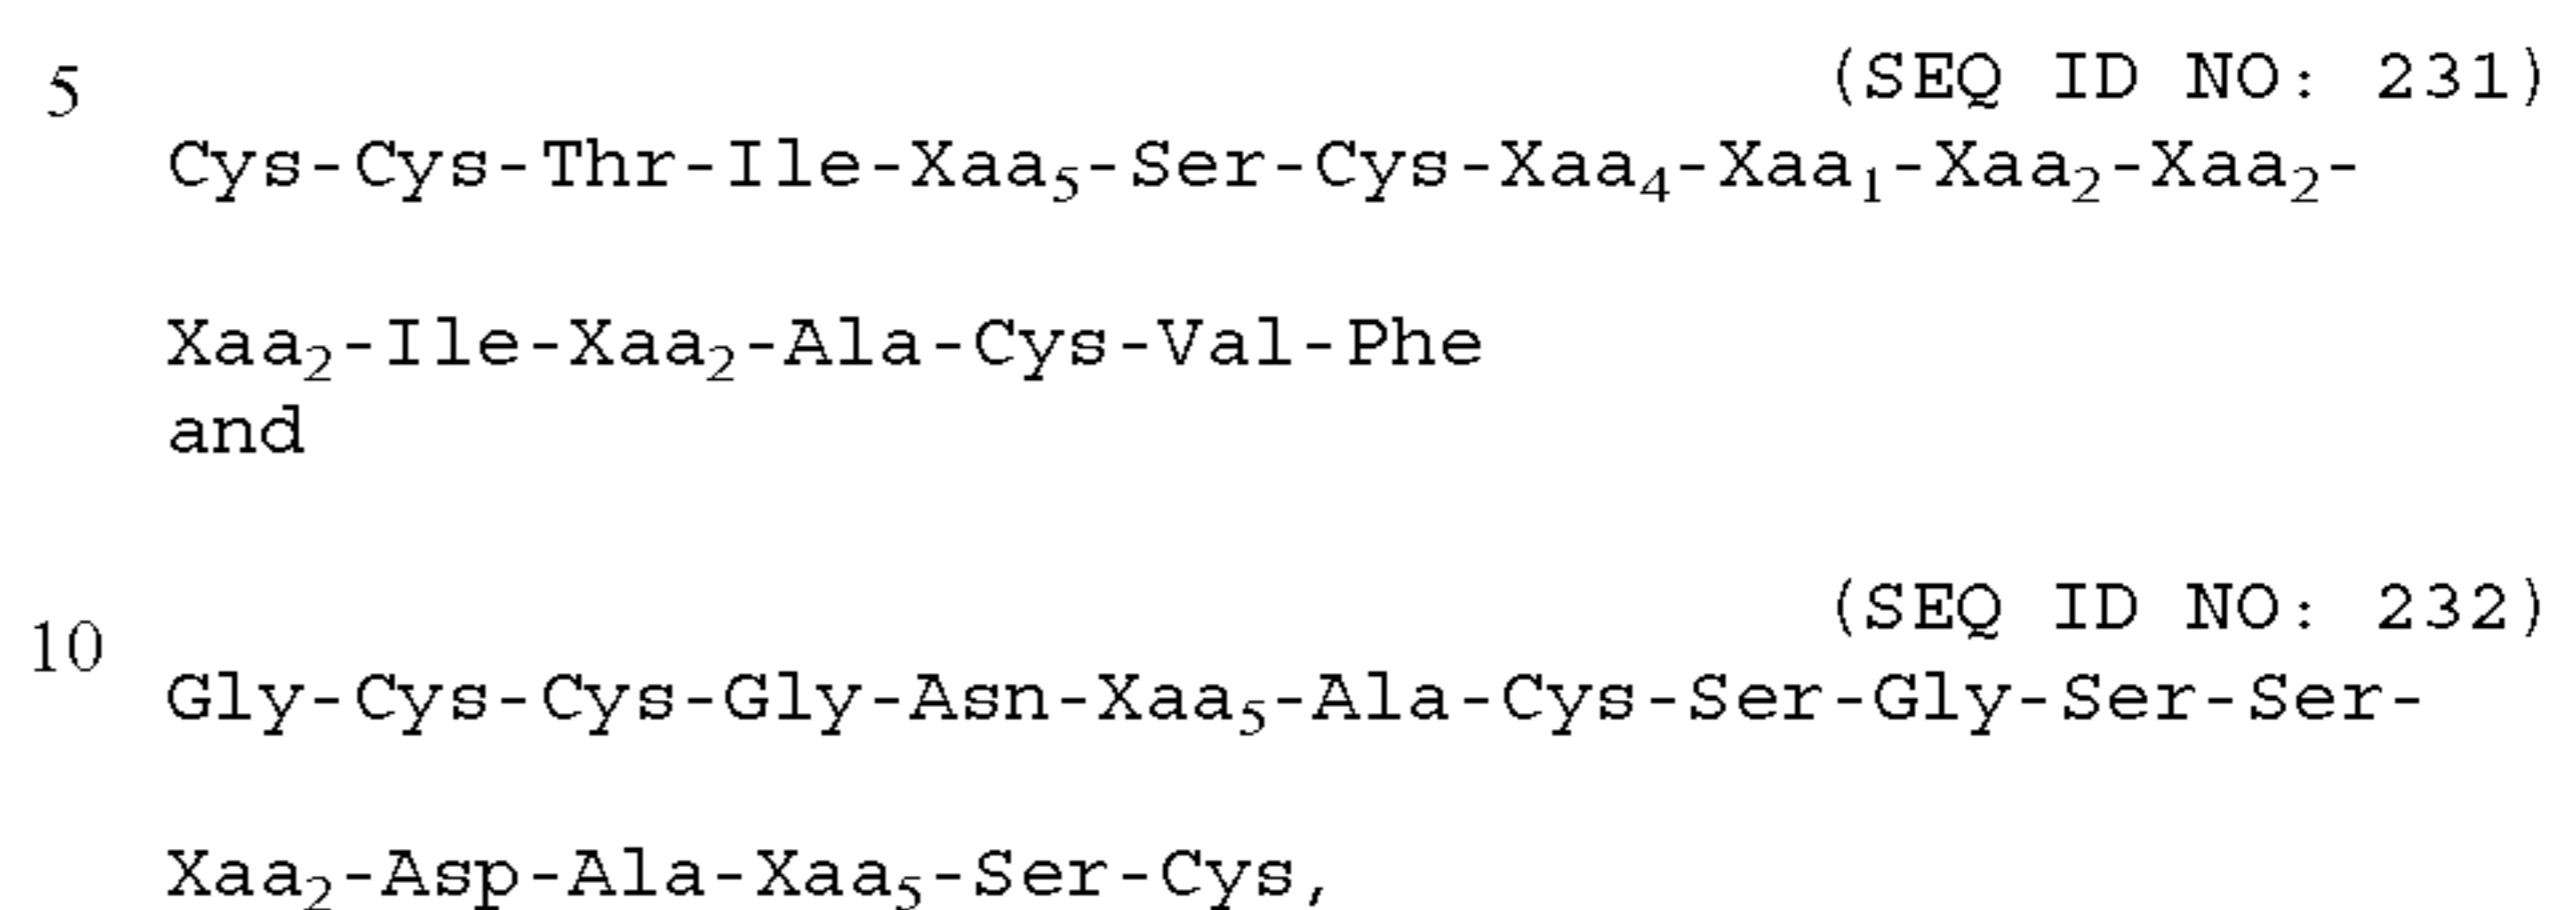 5 (SEQ ID NO: 231)
Cys-Cys-Thr-Ile-Xaa₅-Ser-Cys-Xaa₄-Xaa₁-Xaa₂-Xaa₂-
Xaa₂-Ile-Xaa₂-Ala-Cys-Val-Phe
and
10 (SEQ ID NO: 232)
Gly-Cys-Cys-Gly-Asn-Xaa₅-Ala-Cys-Ser-Gly-Ser-Ser-
Xaa₂-Asp-Ala-Xaa₅-Ser-Cys,